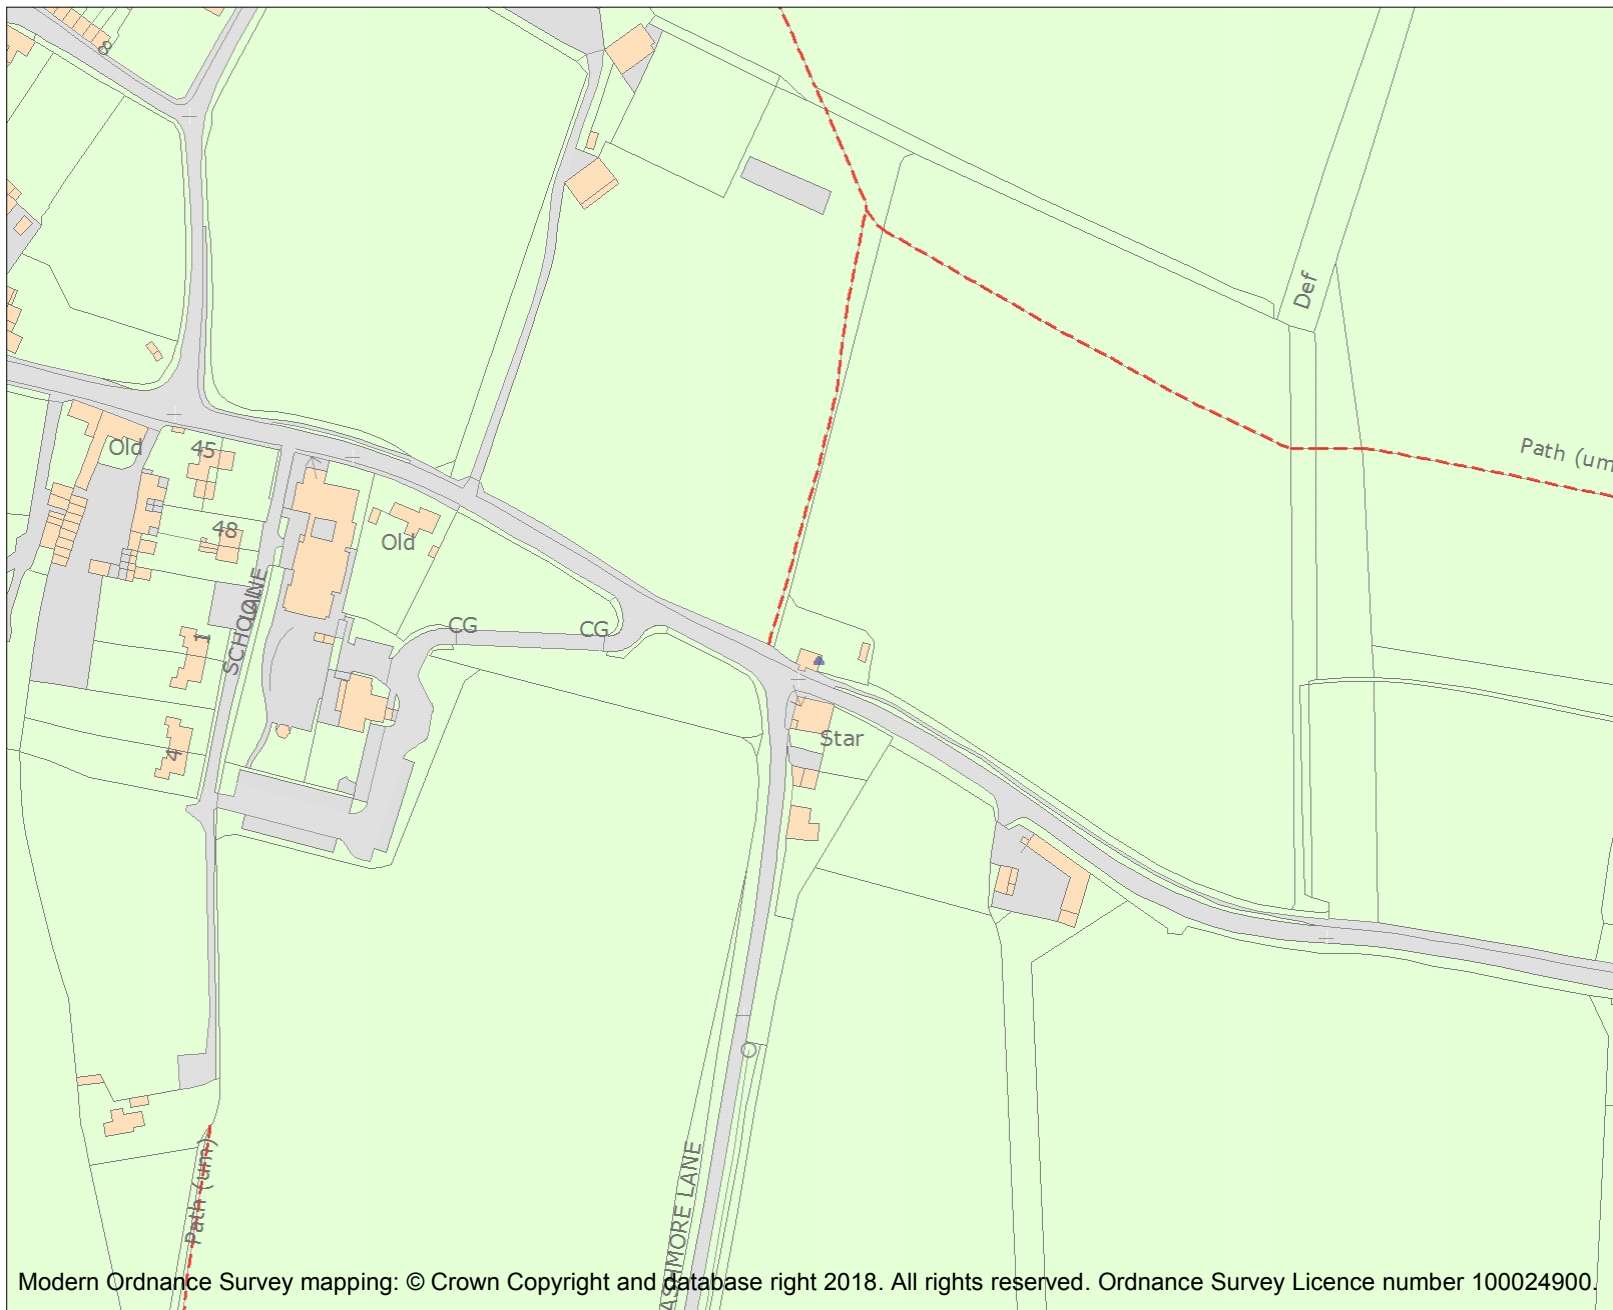 8
Def
Path (um
Old
45
48
Old
SCHOOL
LANE
CG
CG
1
4
Star
Path (um)
ASHMORE LANE
Modern Ordnance Survey mapping: © Crown Copyright and database right 2018. All rights reserved. Ordnance Survey Licence number 100024900.